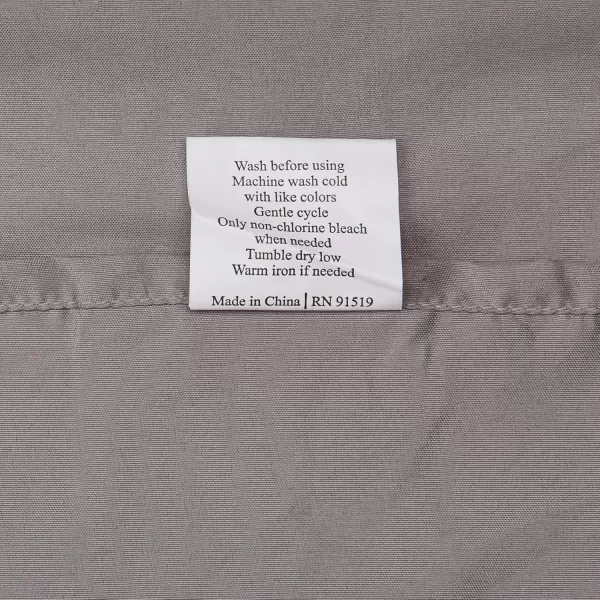 Wash before using
Machine wash cold
with like colors
Gentle cycle
Only non-chlorine bleach
when needed
Tumble dry low
Warm iron if needed
Made in China | RN 91519